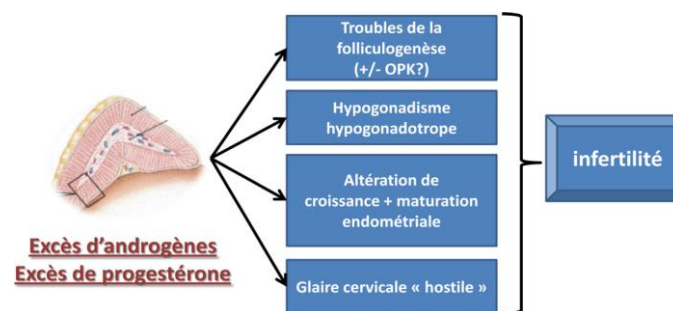 Troubles de la
folliculogenèse
(+/- OPK?)
Hypogonadisme
hypogonadotrope
Altération de
croissance + maturation
endométriale
Glaire cervicale « hostile »
infertilité
Excès d’androgènes
Excès de progestérone